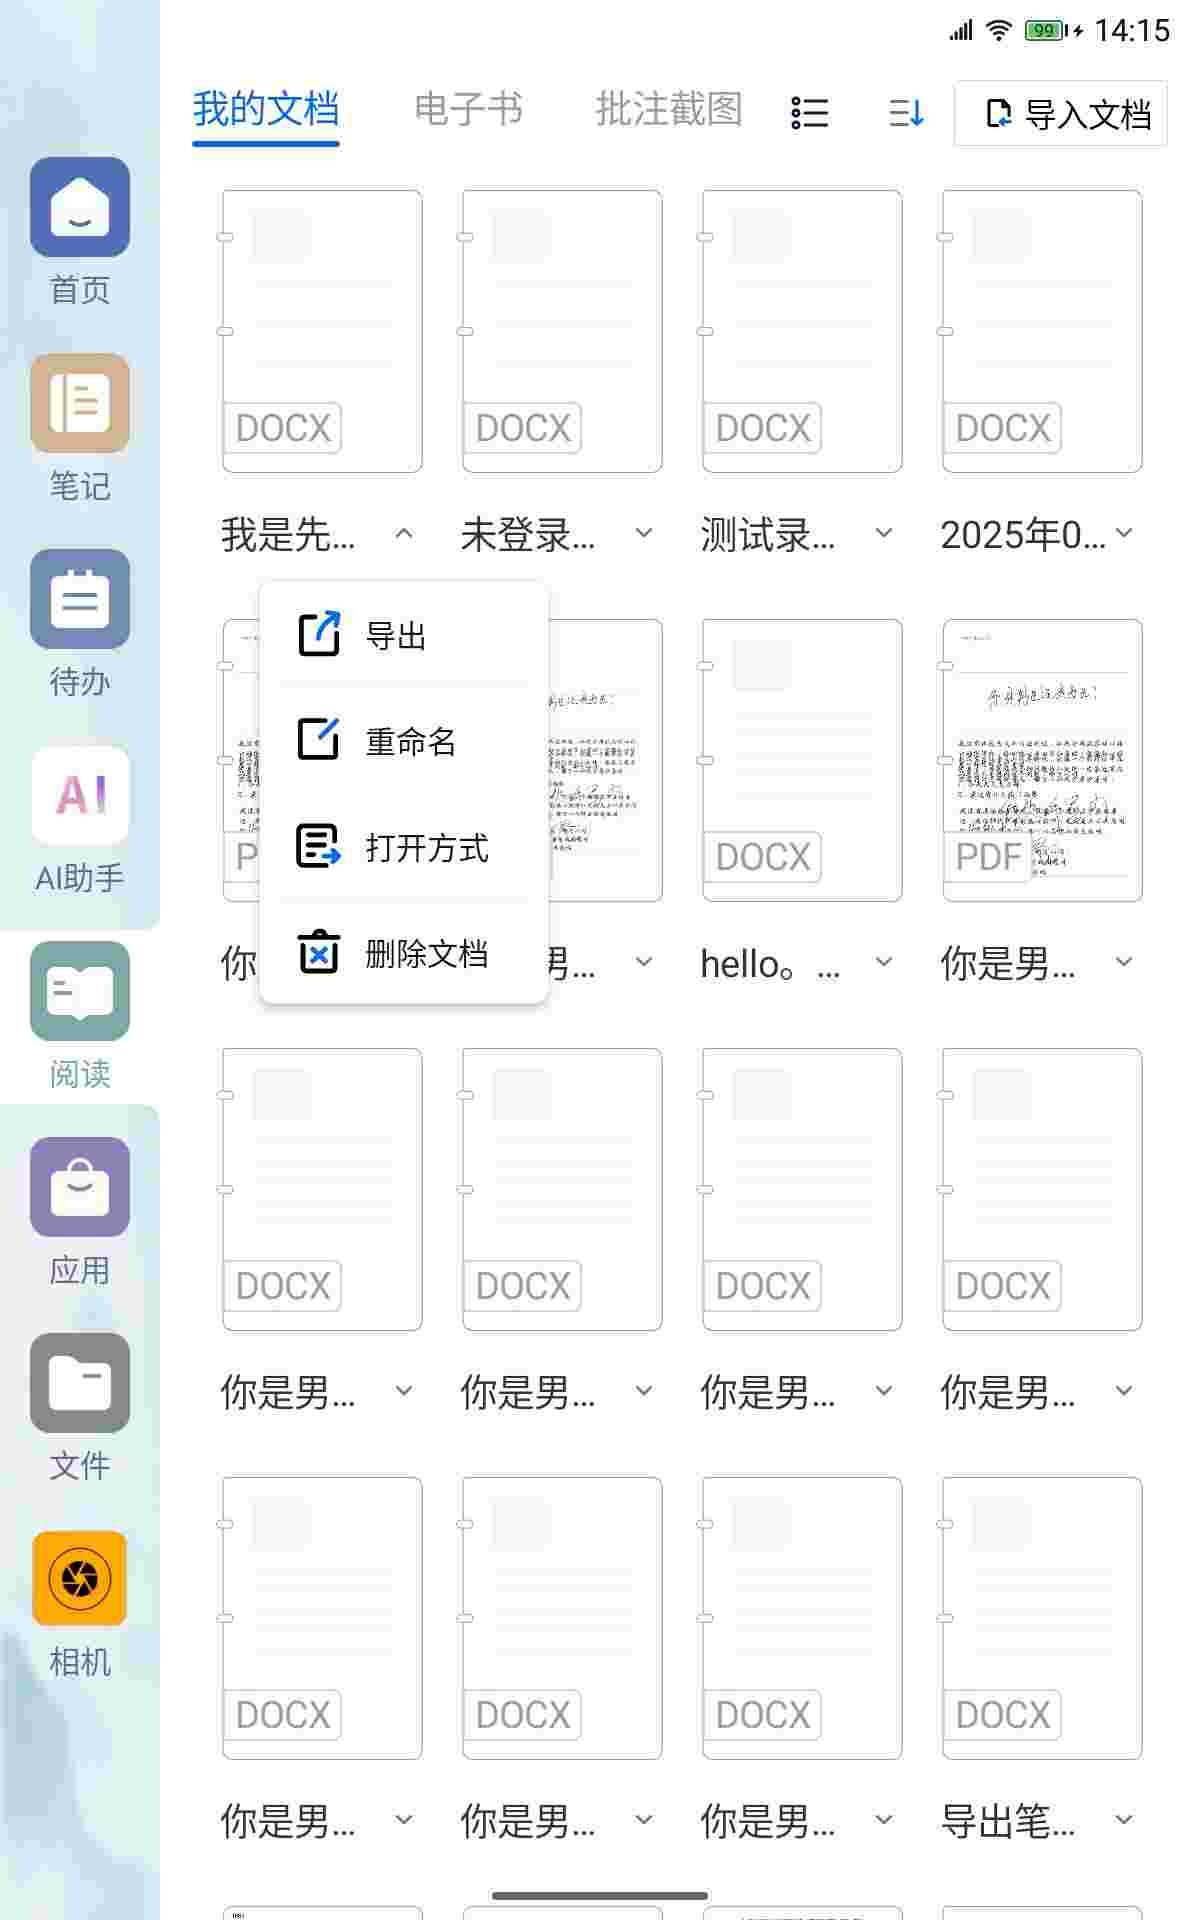 99 14:15
我的文档 电子书 批注截图 导入文档
首页
笔记
待办
AI
AI助手
阅读
应用
文件
相机
DOCX DOCX DOCX DOCX
我是先... 未登录... 测试录... 2025年0...
导出
重命名
打开方式
删除文档
DOCX PDF
你 男... hello。... 你是男...
DOCX DOCX DOCX DOCX
你是男... 你是男... 你是男... 你是男...
DOCX DOCX DOCX DOCX
你是男... 你是男... 你是男... 导出笔...